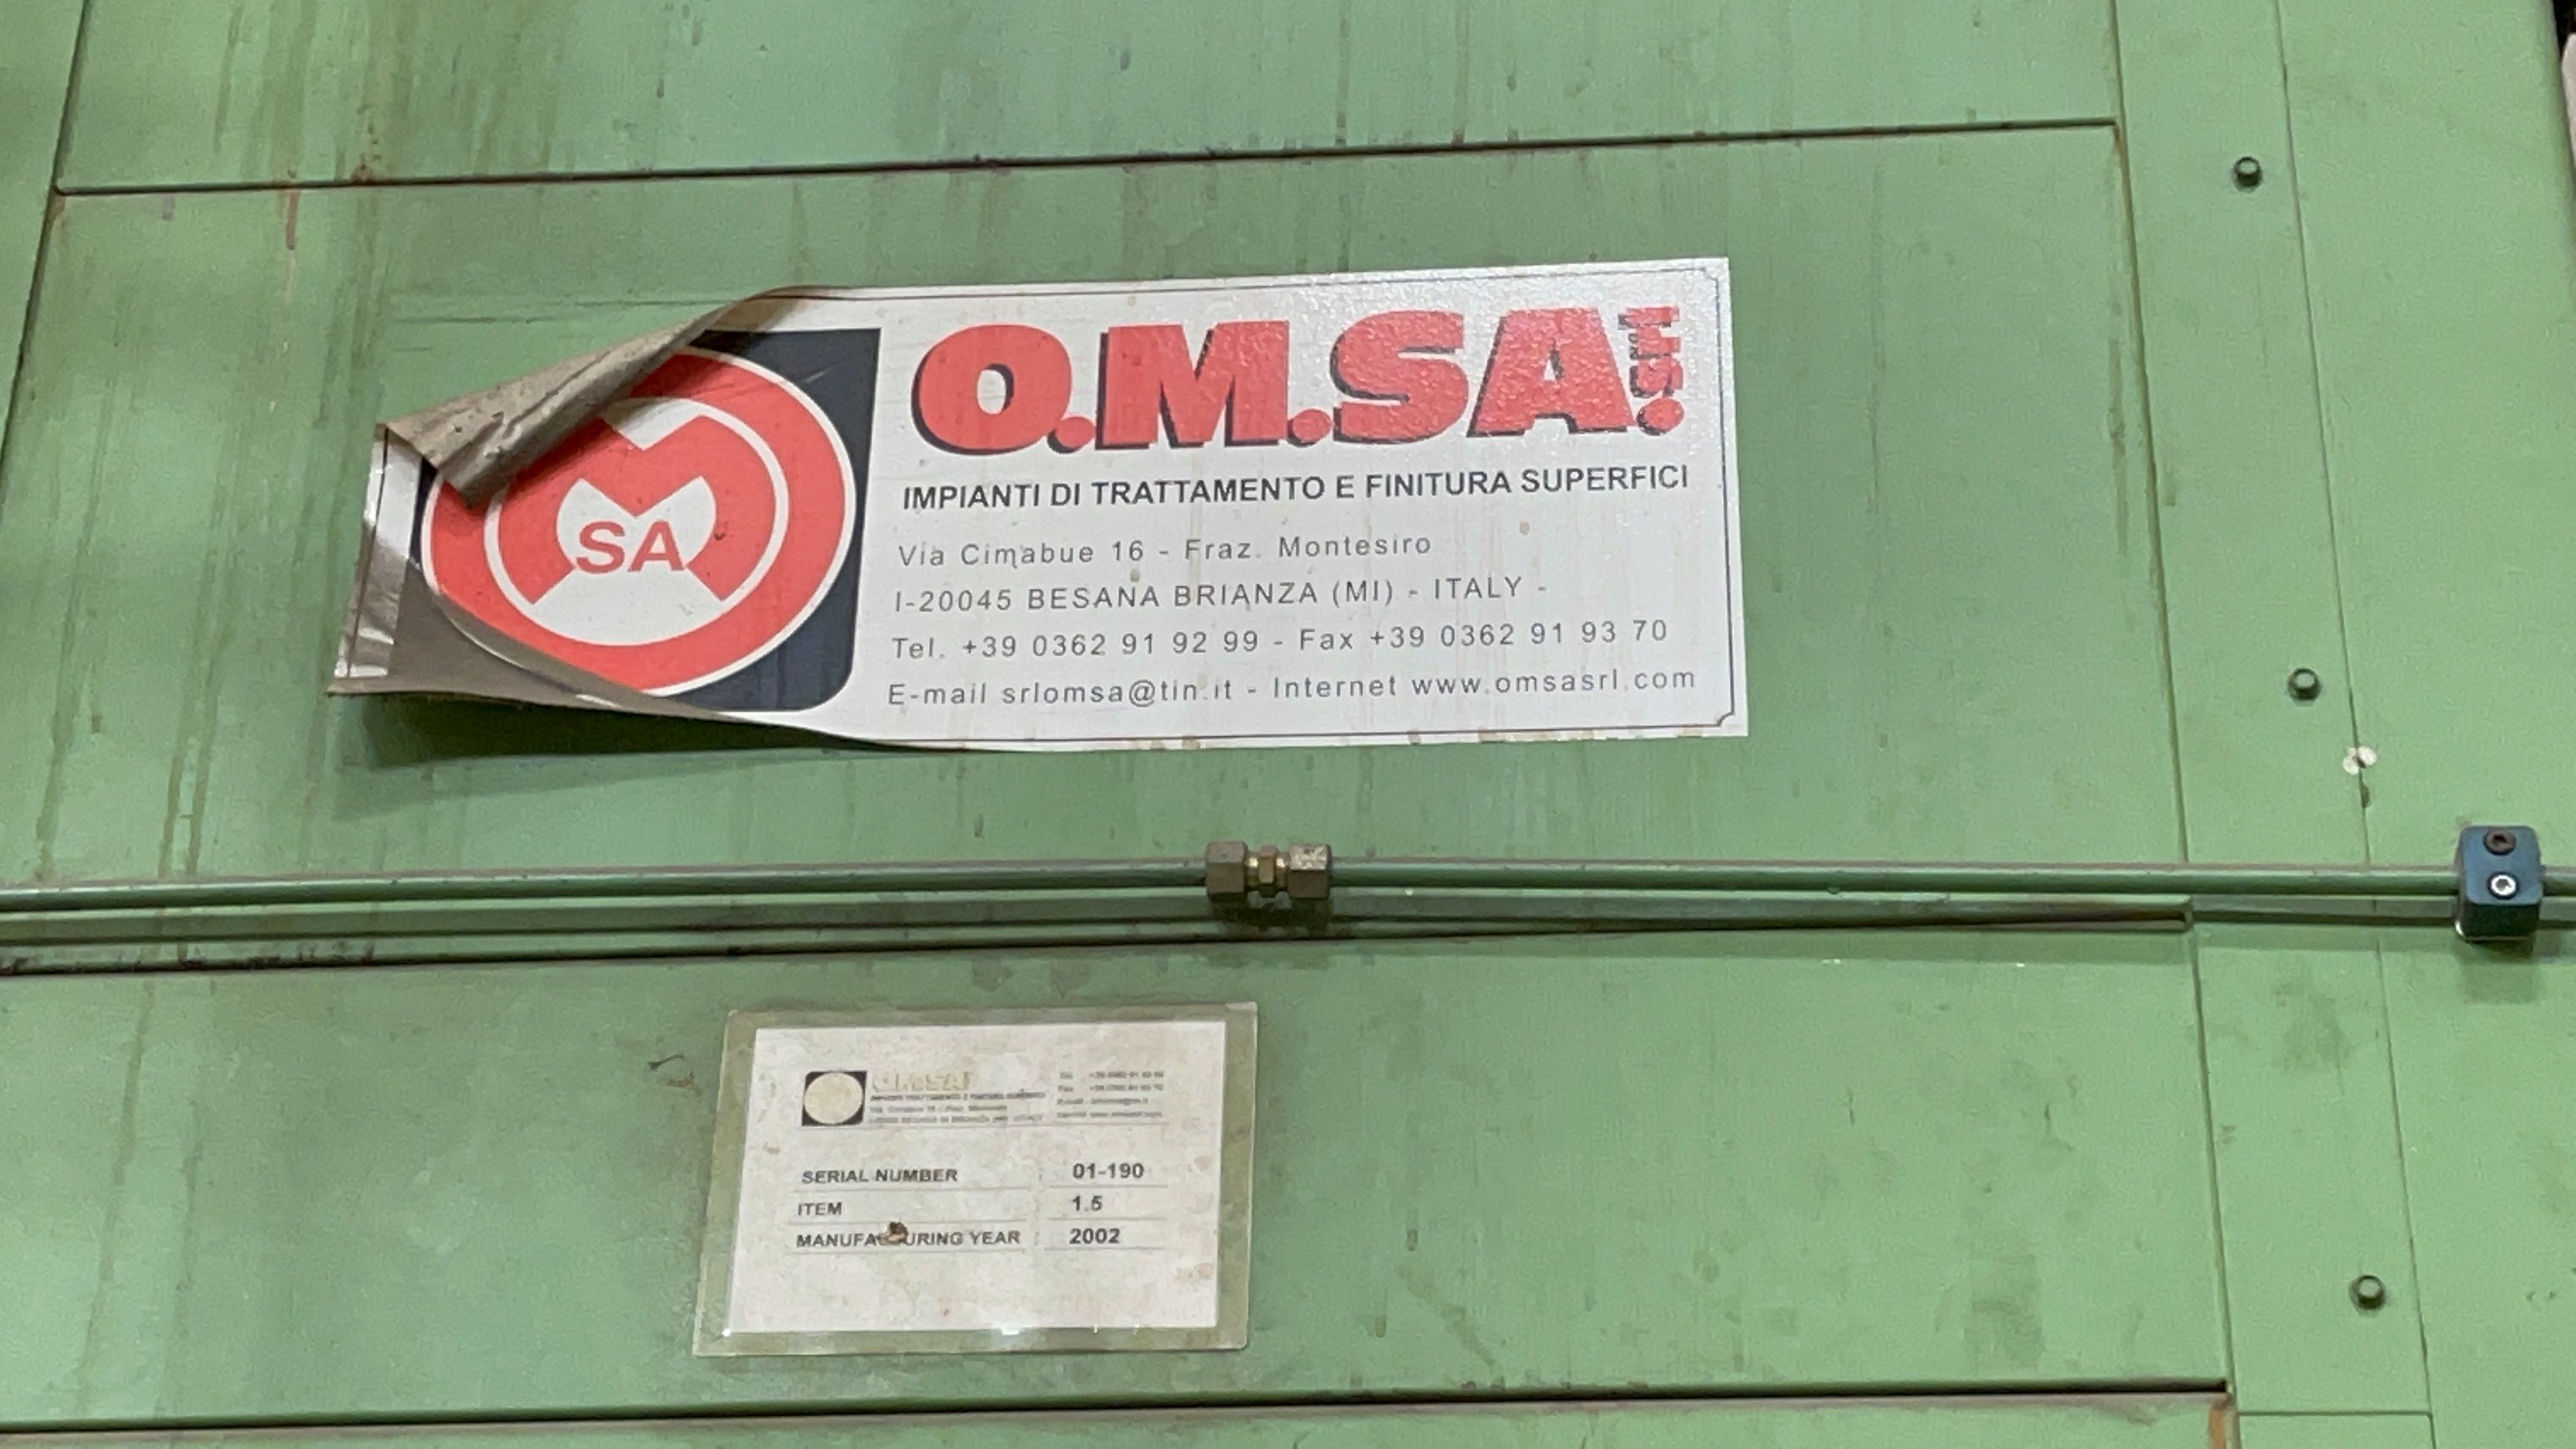 O.M.SA!
M
SA
IMPIANTI DI TRATTAMENTO E FINITURA SUPERFICI
Via Cimabue 16 - Fraz. Montesiro
I-20045 BESANA BRIANZA (MI) - ITALY -
Tel. +39 0362 91 92 99 - Fax +39 0362 91 93 70
E-mail srlomsa@tin.it - Internet www.omsasrl.com
O.M.SA!
SERIAL NUMBER : 01-190
ITEM : 1.5
MANUFA URING YEAR : 2002